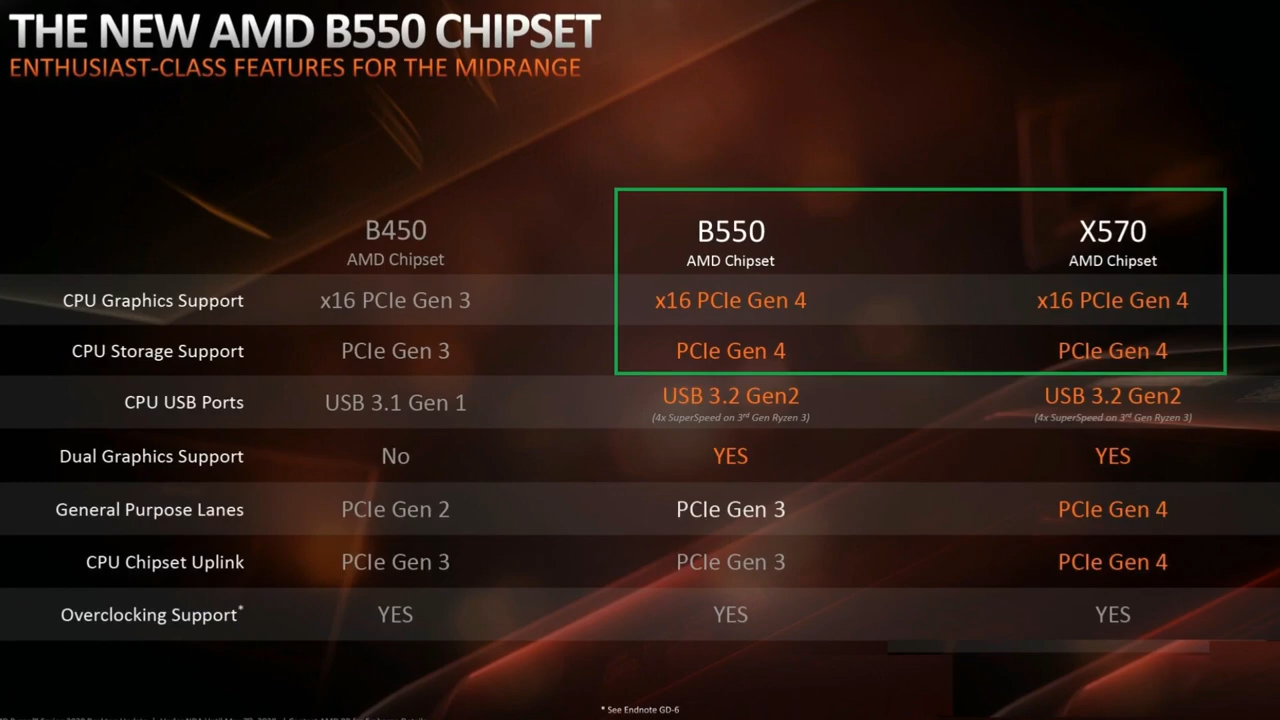 THE NEW AMD B550 CHIPSET
ENTHUSIAST-CLASS FEATURES FOR THE MIDRANGE
B450 B550 X570
AMD Chipset AMD Chipset AMD Chipset
CPU Graphics Support x16 PCIe Gen 3 x16 PCIe Gen 4 x16 PCIe Gen 4
CPU Storage Support PCIe Gen 3 PCIe Gen 4 PCIe Gen 4
CPU USB Ports USB 3.1 Gen 1 USB 3.2 Gen2 USB 3.2 Gen2
(4x SuperSpeed on 3rd Gen Ryzen 3) (4x SuperSpeed on 3rd Gen Ryzen 3)
Dual Graphics Support No YES YES
General Purpose Lanes PCIe Gen 2 PCIe Gen 3 PCIe Gen 4
CPU Chipset Uplink PCIe Gen 3 PCIe Gen 3 PCIe Gen 4
Overclocking Support* YES YES YES
* See Endnote GD-6